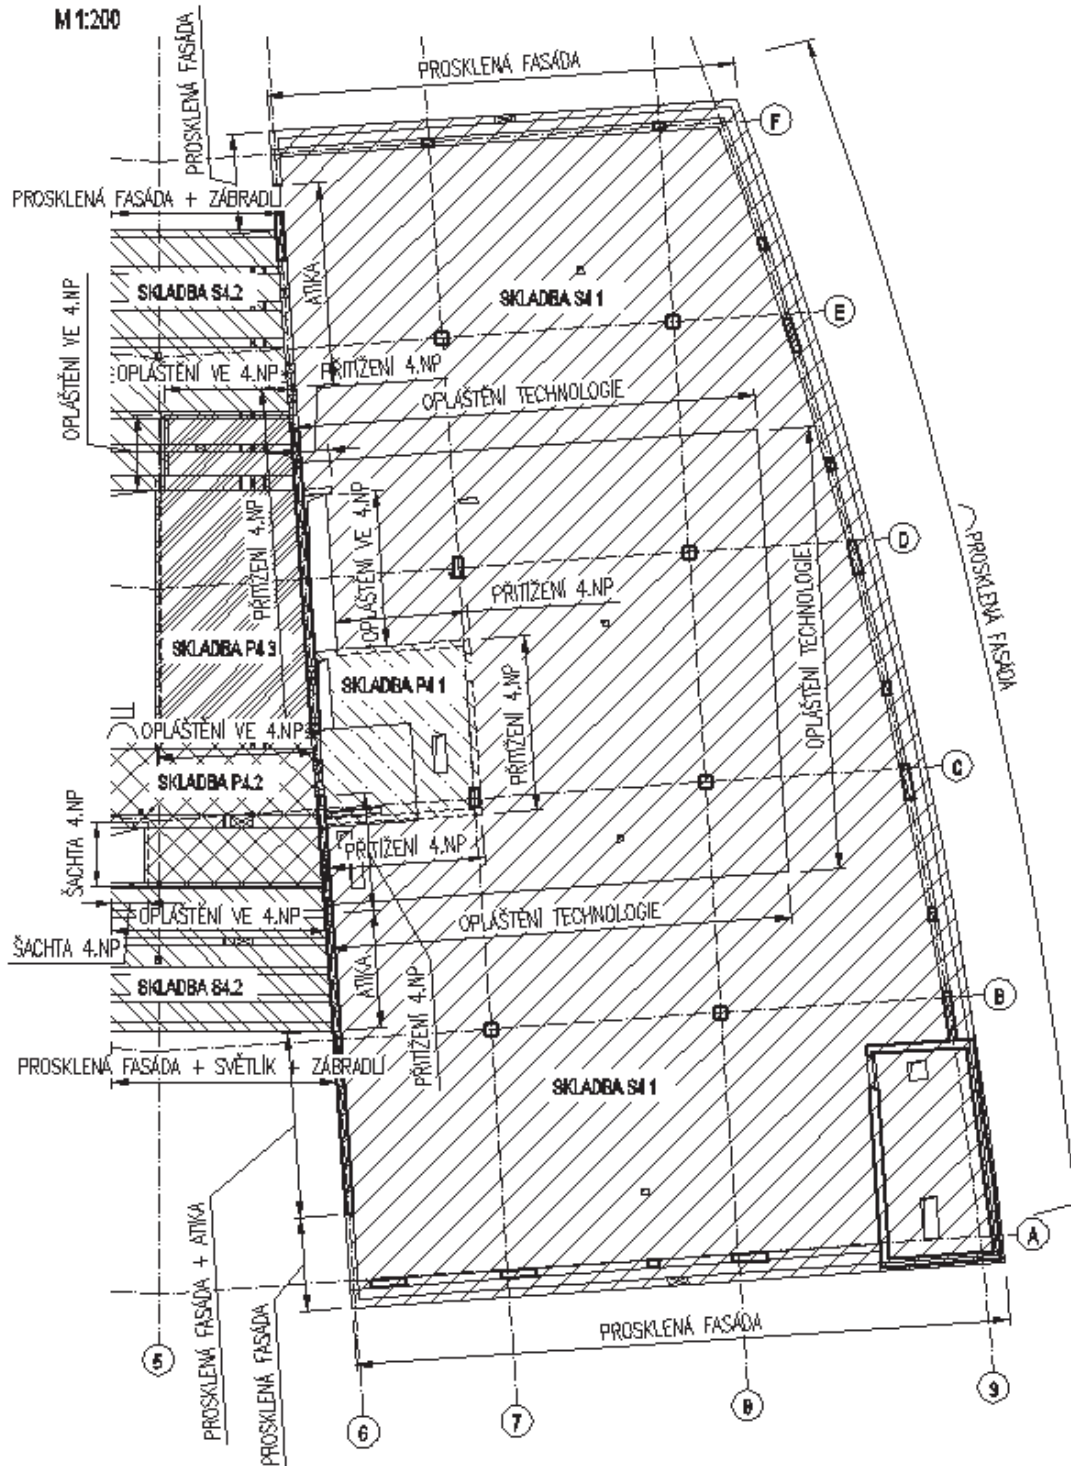 M 1:200
PROSKLENÁ FASÁDA
PROSKLENÁ FASÁDA
F
PROSKLENÁ FASÁDA + ZÁBRADLÍ
ATIKA
SKLADBA S4.2
SKLADBA S4.1
E
OPLÁŠTĚNÍ VE 4.NP
OPLÁŠTĚNÍ VE 4.NP
PŘITÍŽENÍ 4.NP
OPLÁŠTĚNÍ TECHNOLOGIE
PŘITÍŽENÍ 4.NP
OPLÁŠTĚNÍ VE 4.NP
D
PROSKLENÁ FASÁDA
PŘITÍŽENÍ 4.NP
OPLÁŠTĚNÍ TECHNOLOGIE
SKLADBA P4.3
SKLADBA P4.1
PŘITÍŽENÍ 4.NP
OPLÁŠTĚNÍ VE 4.NP
C
SKLADBA P4.2
ŠACHTA 4.NP
PŘITÍŽENÍ 4.NP
OPLÁŠTĚNÍ VE 4.NP
OPLÁŠTĚNÍ TECHNOLOGIE
ŠACHTA 4.NP
ATIKA
PŘITÍŽENÍ 4.NP
SKLADBA S4.2
B
PROSKLENÁ FASÁDA + SVĚTLÍK + ZÁBRADLÍ
SKLADBA S4.1
A
PROSKLENÁ FASÁDA + ATIKA
PROSKLENÁ FASÁDA
PROSKLENÁ FASÁDA
5
6
7
8
9